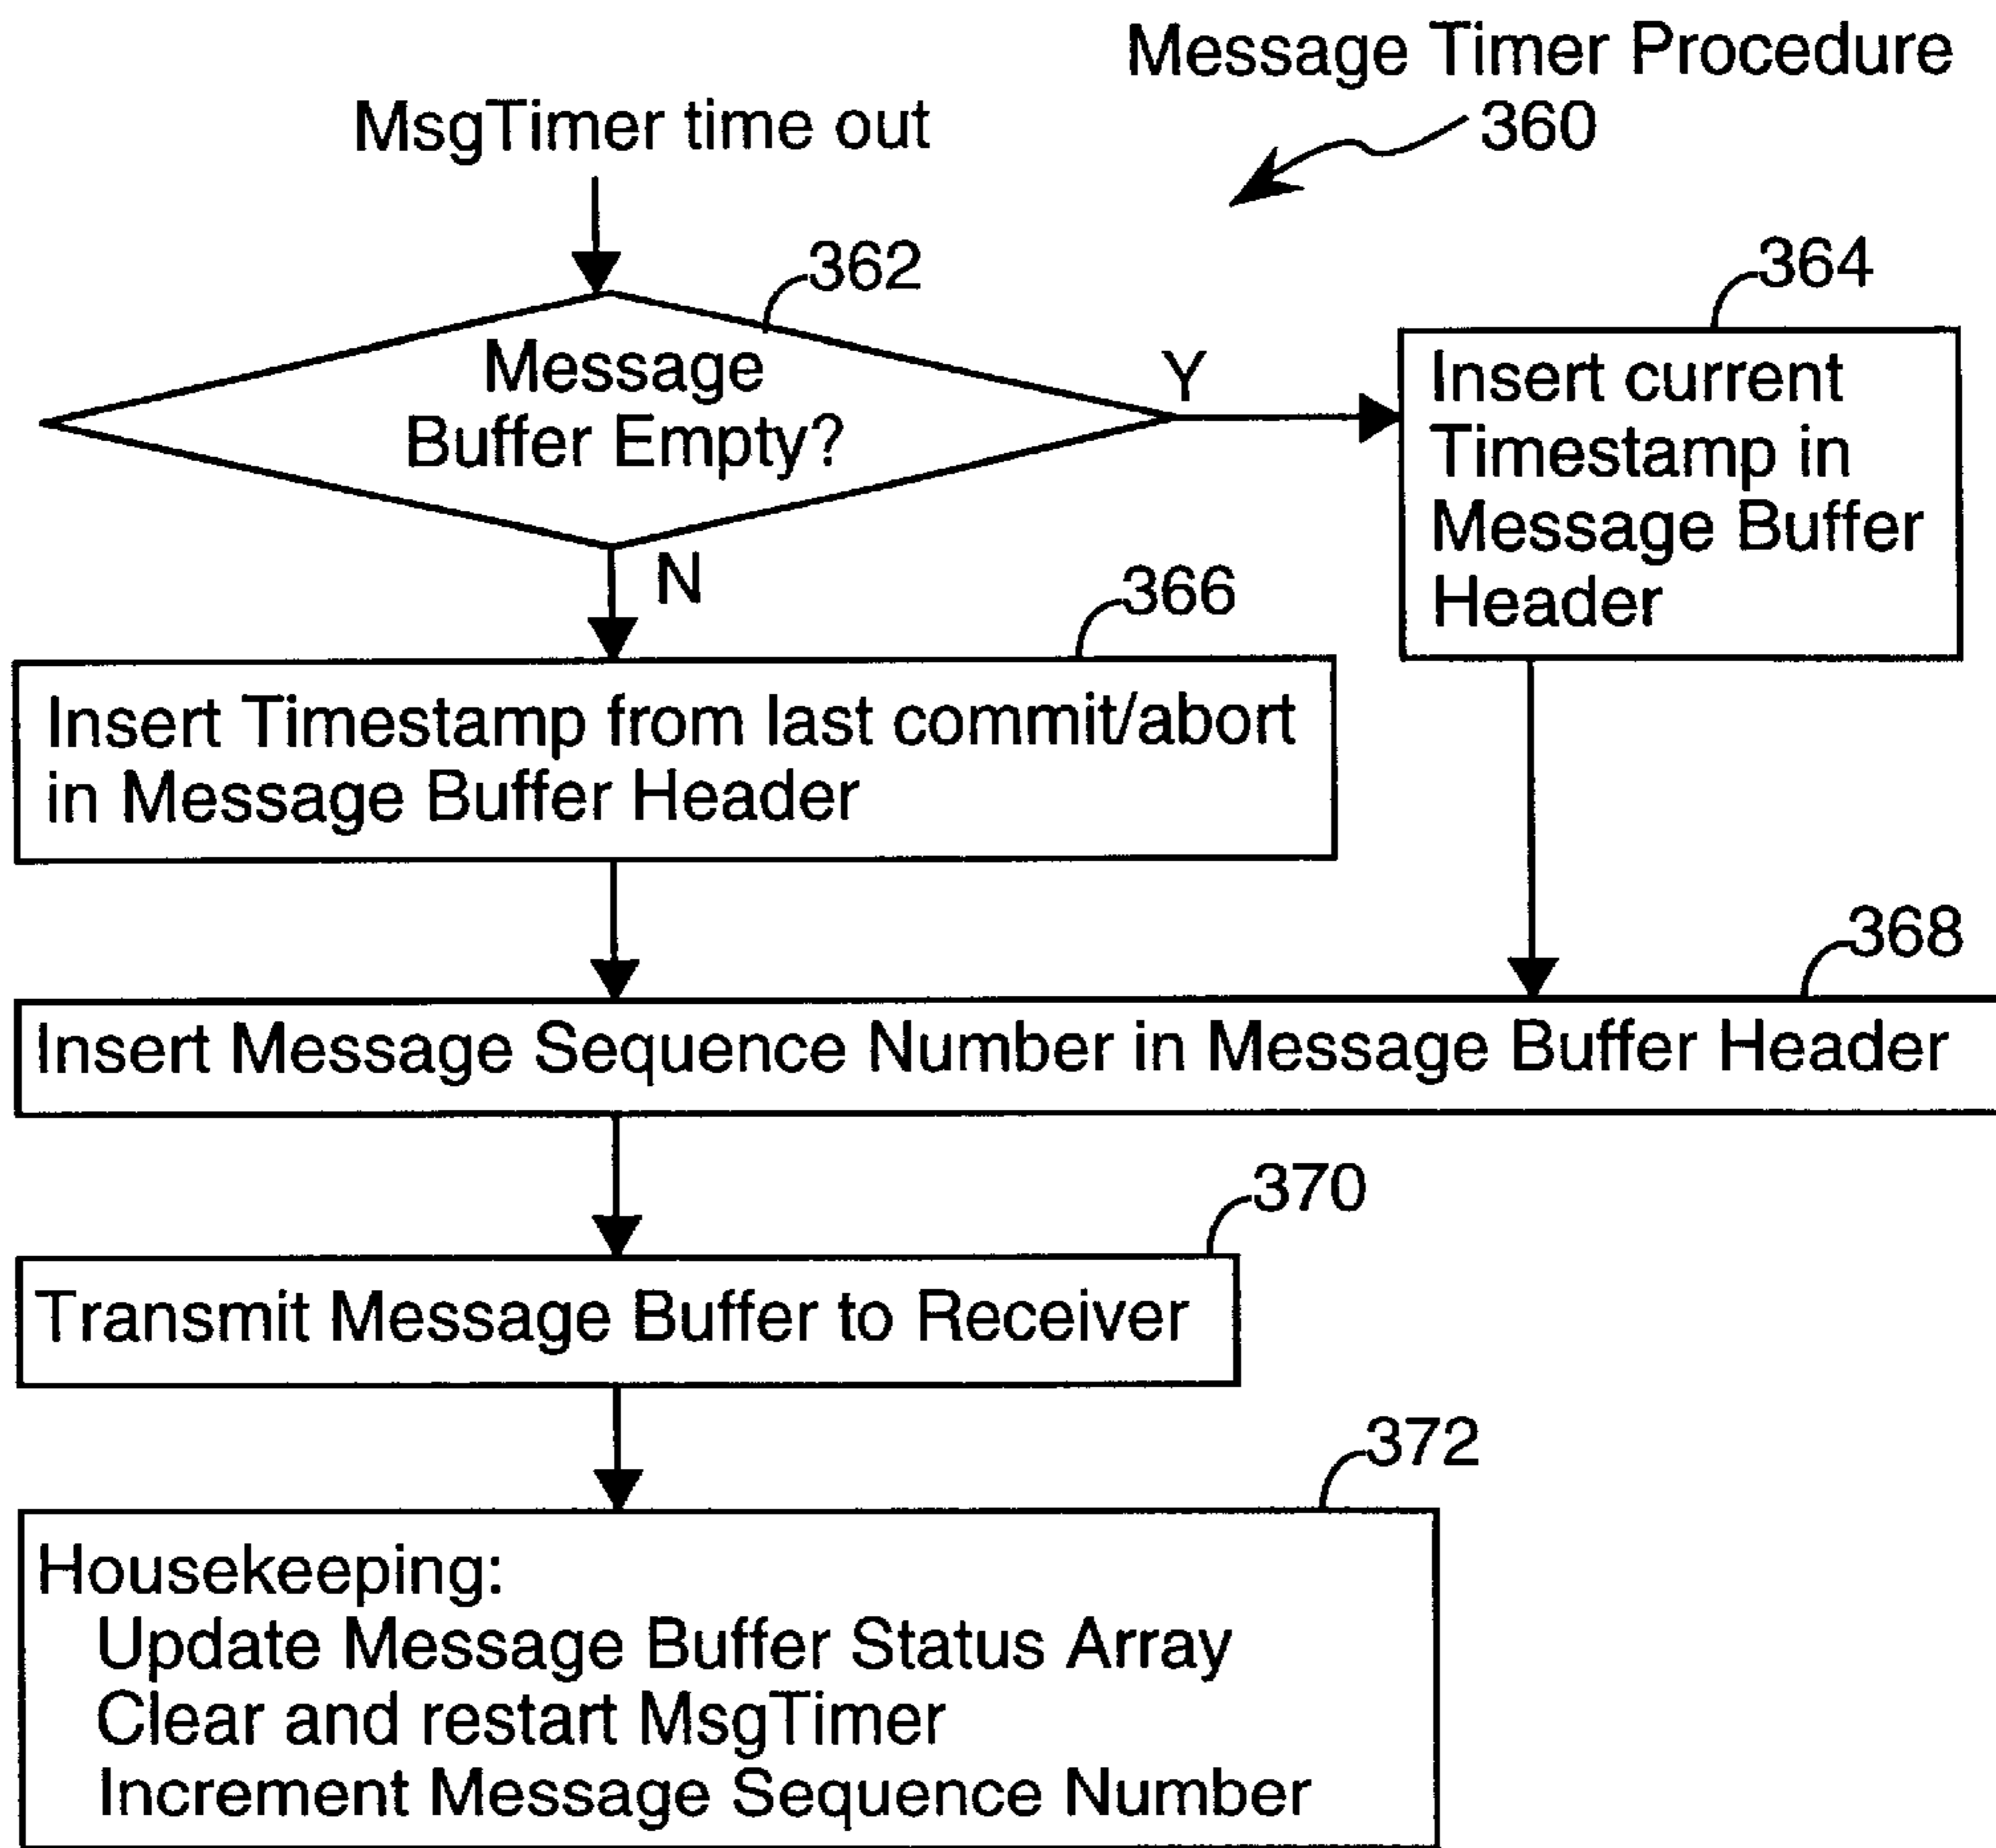 Message Timer Procedure
360
MsgTimer time out
362
Message
Buffer Empty?
Y
364
Insert current
Timestamp in
Message Buffer
Header
N
366
Insert Timestamp from last commit/abort
in Message Buffer Header
368
Insert Message Sequence Number in Message Buffer Header
370
Transmit Message Buffer to Receiver
372
Housekeeping:
Update Message Buffer Status Array
Clear and restart MsgTimer
Increment Message Sequence Number